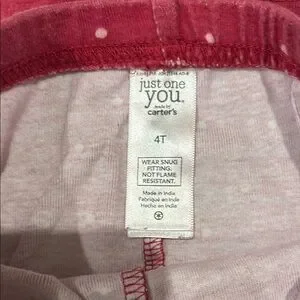 just one
you.
made by
carter's
4T
WEAR SNUG
FITTING.
NOT FLAME
RESISTANT.
Made in India
Fabriqué en Inde
Hecho en India